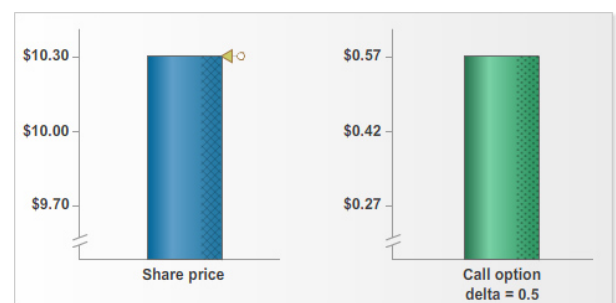 $10.30
$10.00
$9.70
Share price
$0.57
$0.42
$0.27
Call option
delta = 0.5